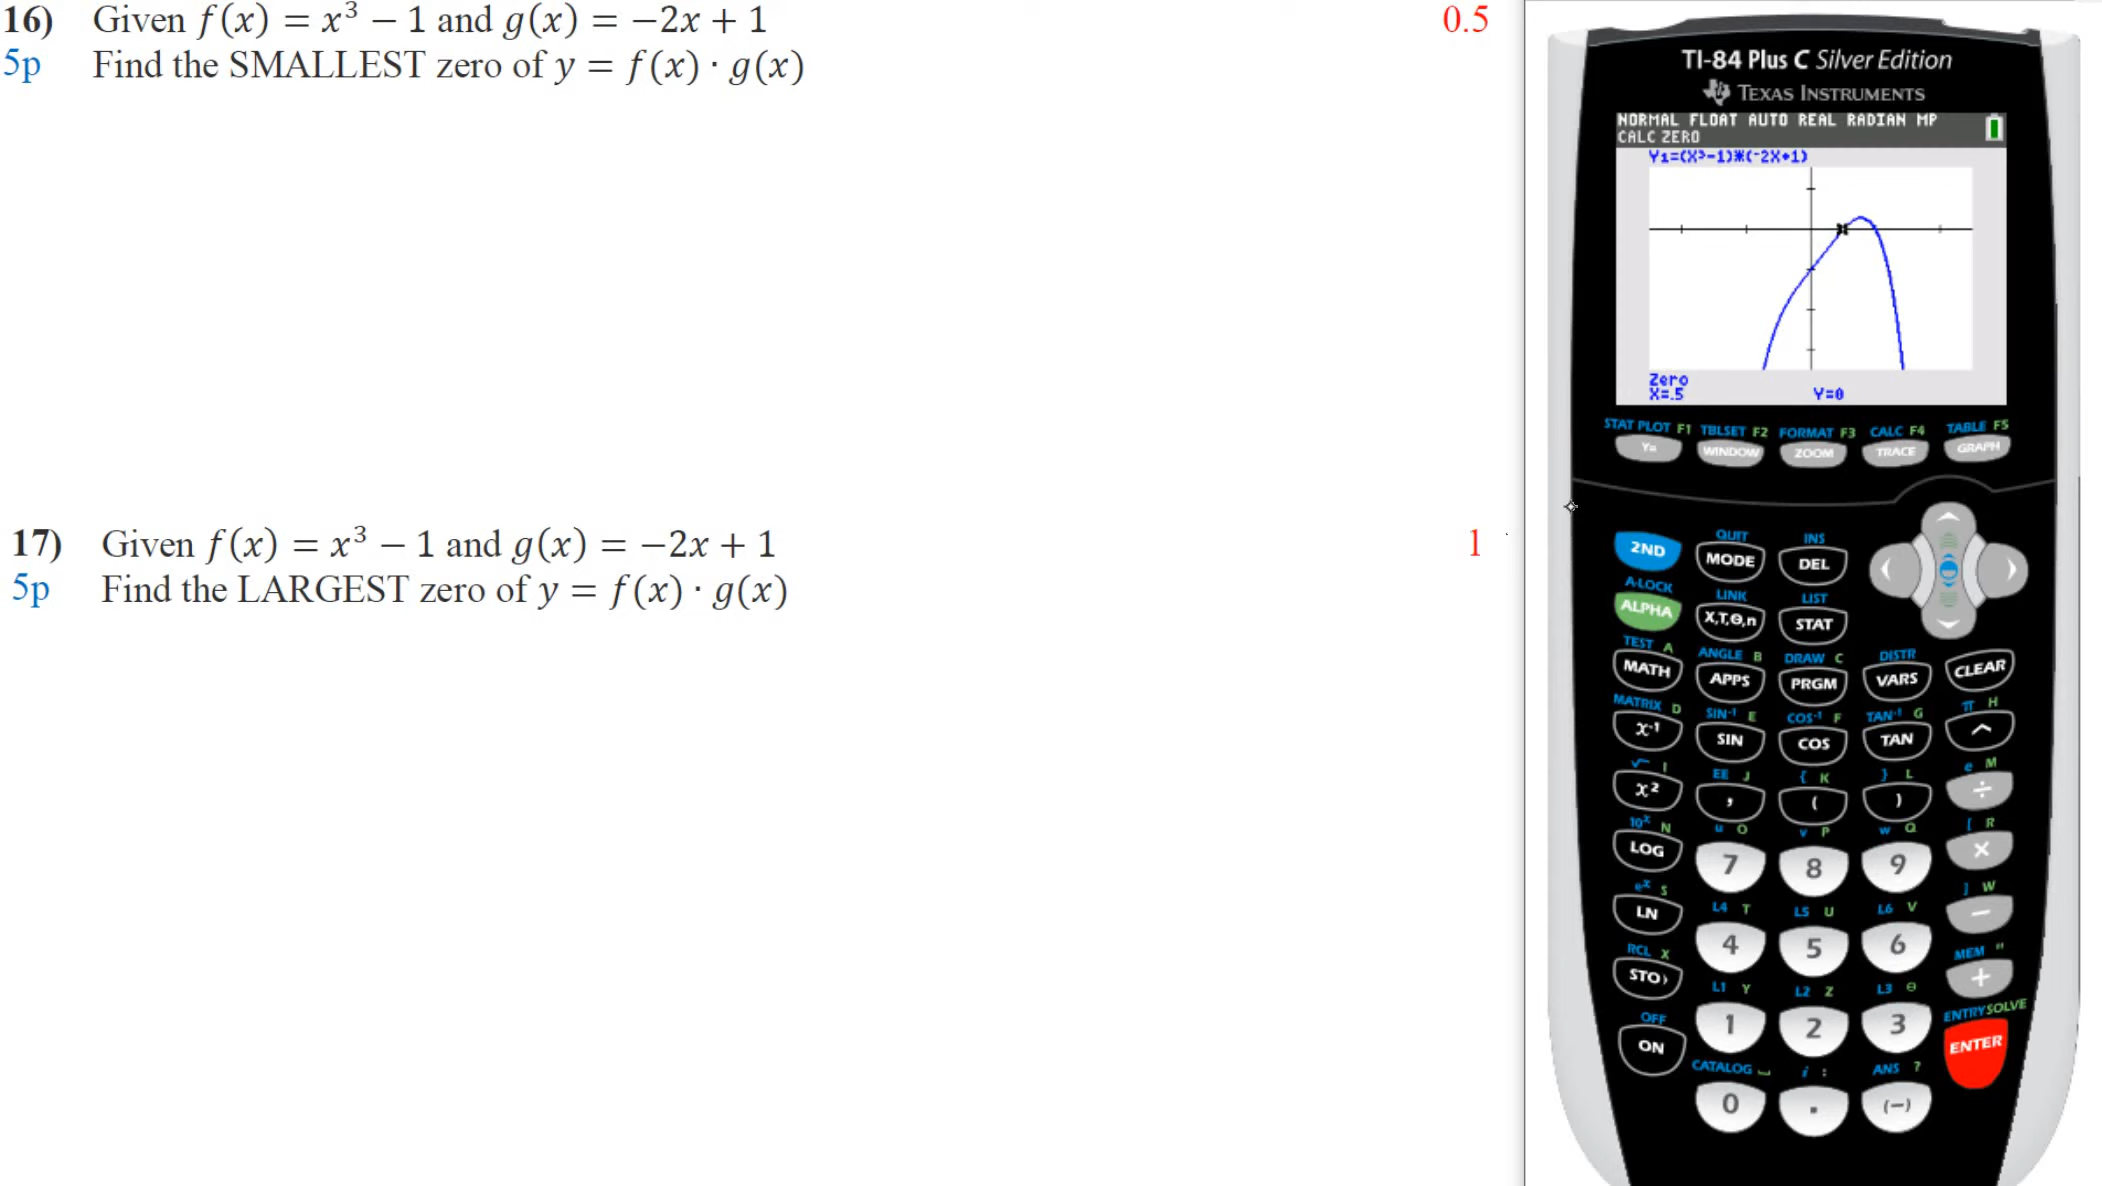 16) Given f(x) = x³ − 1 and g(x) = −2x + 1 0.5
5p Find the SMALLEST zero of y = f(x) · g(x)
17) Given f(x) = x³ − 1 and g(x) = −2x + 1 1
5p Find the LARGEST zero of y = f(x) · g(x)
TI-84 Plus C Silver Edition
TEXAS INSTRUMENTS
NORMAL FLOAT AUTO REAL RADIAN MP
CALC ZERO
Y₁=(X³-1)*(-2X+1)
Zero
X=.5 Y=0
STAT PLOT F1 TBLSET F2 FORMAT F3 CALC F4 TABLE F5
Y= WINDOW ZOOM TRACE GRAPH
QUIT INS
2ND MODE DEL
A-LOCK LINK LIST
ALPHA X,T,Θ,n STAT
TEST A ANGLE B DRAW C DISTR
MATH APPS PRGM VARS CLEAR
MATRIX D SIN⁻¹ E COS⁻¹ F TAN⁻¹ G π H
x⁻¹ SIN COS TAN ^
√ I EE J { K } L e M
x² , ( ) ÷
10ˣ N u O v P w Q [ R
LOG 7 8 9 ×
eˣ S L4 T L5 U L6 V ] W
LN 4 5 6 −
RCL X L1 Y L2 Z L3 θ MEM "
STO› 1 2 3 +
OFF CATALOG ⎵ i : ANS ? ENTRY SOLVE
ON 0 . (−) ENTER